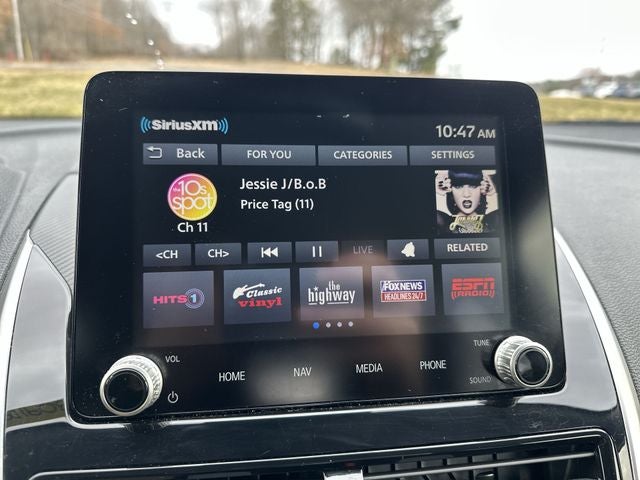 ((SiriusXM))
10:47 AM
Back FOR YOU CATEGORIES SETTINGS
the 10s spot
Jessie J/B.o.B
Price Tag (11)
Ch 11
<CH CH> LIVE RELATED
HITS 1
Classic vinyl
the highway
FOX NEWS HEADLINES 24/7
ESPN RADIO
VOL
HOME NAV MEDIA PHONE
TUNE
SOUND